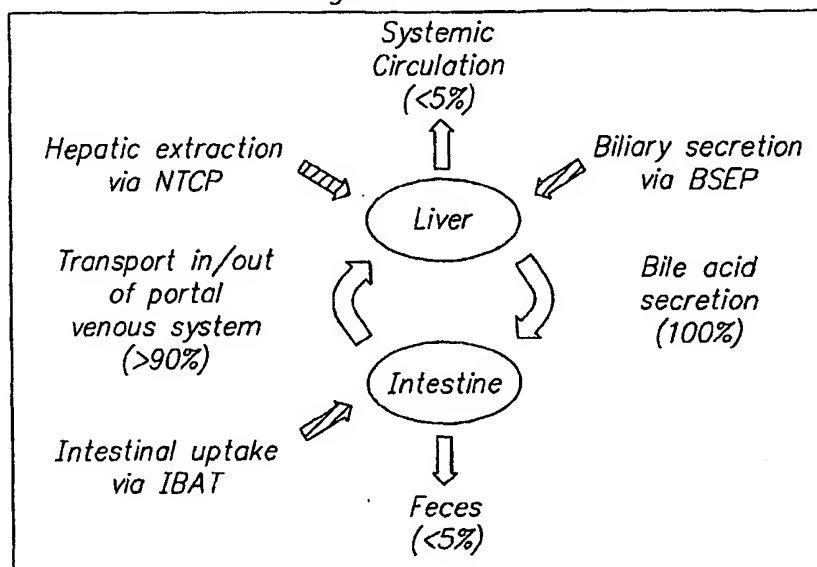 Systemic
Circulation
(<5%)
Hepatic extraction
via NTCP
Biliary secretion
via BSEP
Liver
Transport in/out
of portal
venous system
(>90%)
Bile acid
secretion
(100%)
Intestine
Intestinal uptake
via IBAT
Feces
(<5%)